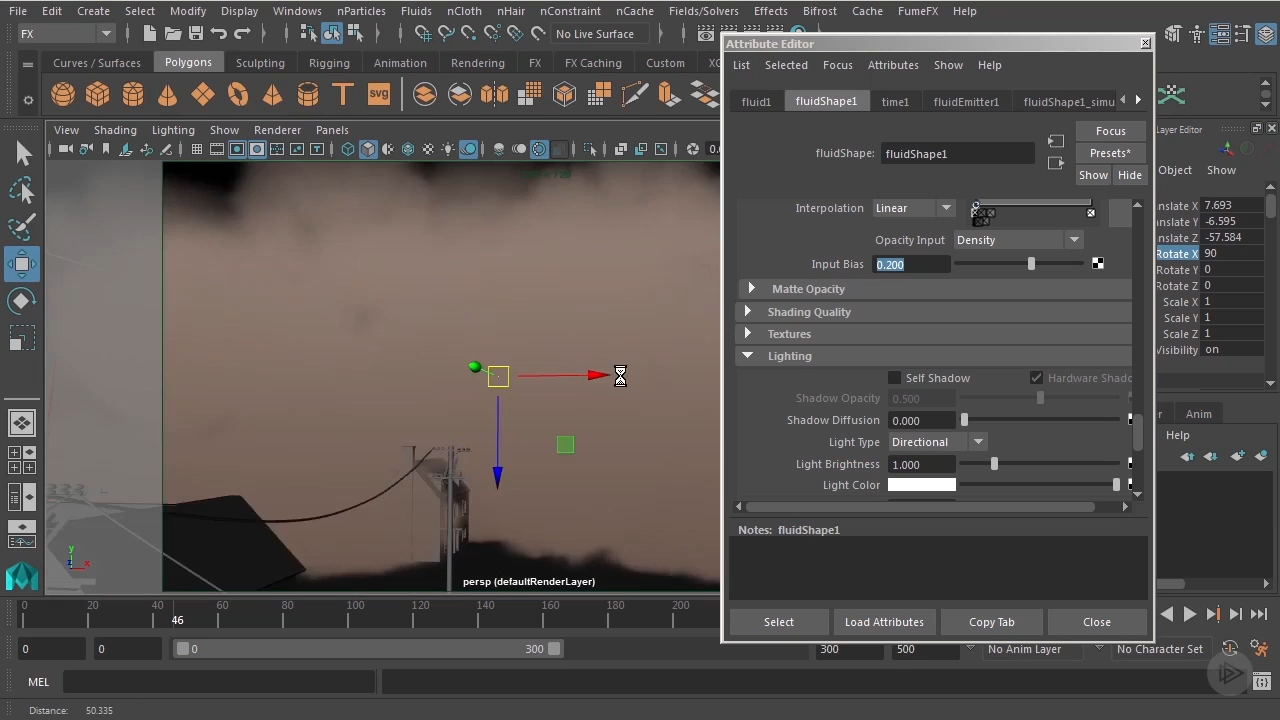 File Edit Create Select Modify Display Windows nParticles Fluids nCloth nHair nConstraint nCache Fields/Solvers Effects Bifrost Cache FumeFX Help
FX No Live Surface
Attribute Editor
List Selected Focus Attributes Show Help
Curves / Surfaces Polygons Sculpting Rigging Animation Rendering FX FX Caching Custom
svg
fluid1 fluidShape1 time1 fluidEmitter1 fluidShape1_simu
View Shading Lighting Show Renderer Panels
Layer Editor
Focus
fluidShape: fluidShape1
Presets*
Show Hide
Object Show
Interpolation Linear
Opacity Input Density
Input Bias 0.200
Matte Opacity
Shading Quality
Textures
Lighting
Self Shadow Hardware Shado
Shadow Opacity 0.500
Shadow Diffusion 0.000
Light Type Directional
Light Brightness 1.000
Light Color
anslate X 7.693
anslate Y -6.595
anslate Z -57.584
Rotate X 90
Rotate Y 0
Rotate Z 0
Scale X 1
Scale Y 1
Scale Z 1
Visibility on
Anim
Help
Notes: fluidShape1
Select Load Attributes Copy Tab Close
y
z x
persp (defaultRenderLayer)
0 20 40 60 80 100 120 140 160 180 200
46
0 0 0 300 300 500 No Anim Layer No Character Set
MEL
Distance: 50.335